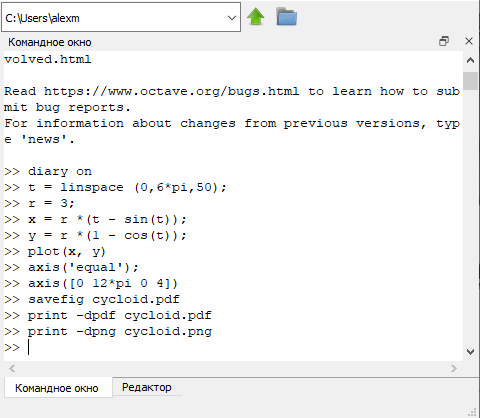 C:\Users\alexm
Командное окно
volved.html
Read https://www.octave.org/bugs.html to learn how to sub
mit bug reports.
For information about changes from previous versions, typ
e 'news'.
>> diary on
>> t = linspace (0,6*pi,50);
>> r = 3;
>> x = r *(t - sin(t));
>> y = r *(1 - cos(t));
>> plot(x, y)
>> axis('equal');
>> axis([0 12*pi 0 4])
>> savefig cycloid.pdf
>> print -dpdf cycloid.pdf
>> print -dpng cycloid.png
>>
Командное окно
Редактор